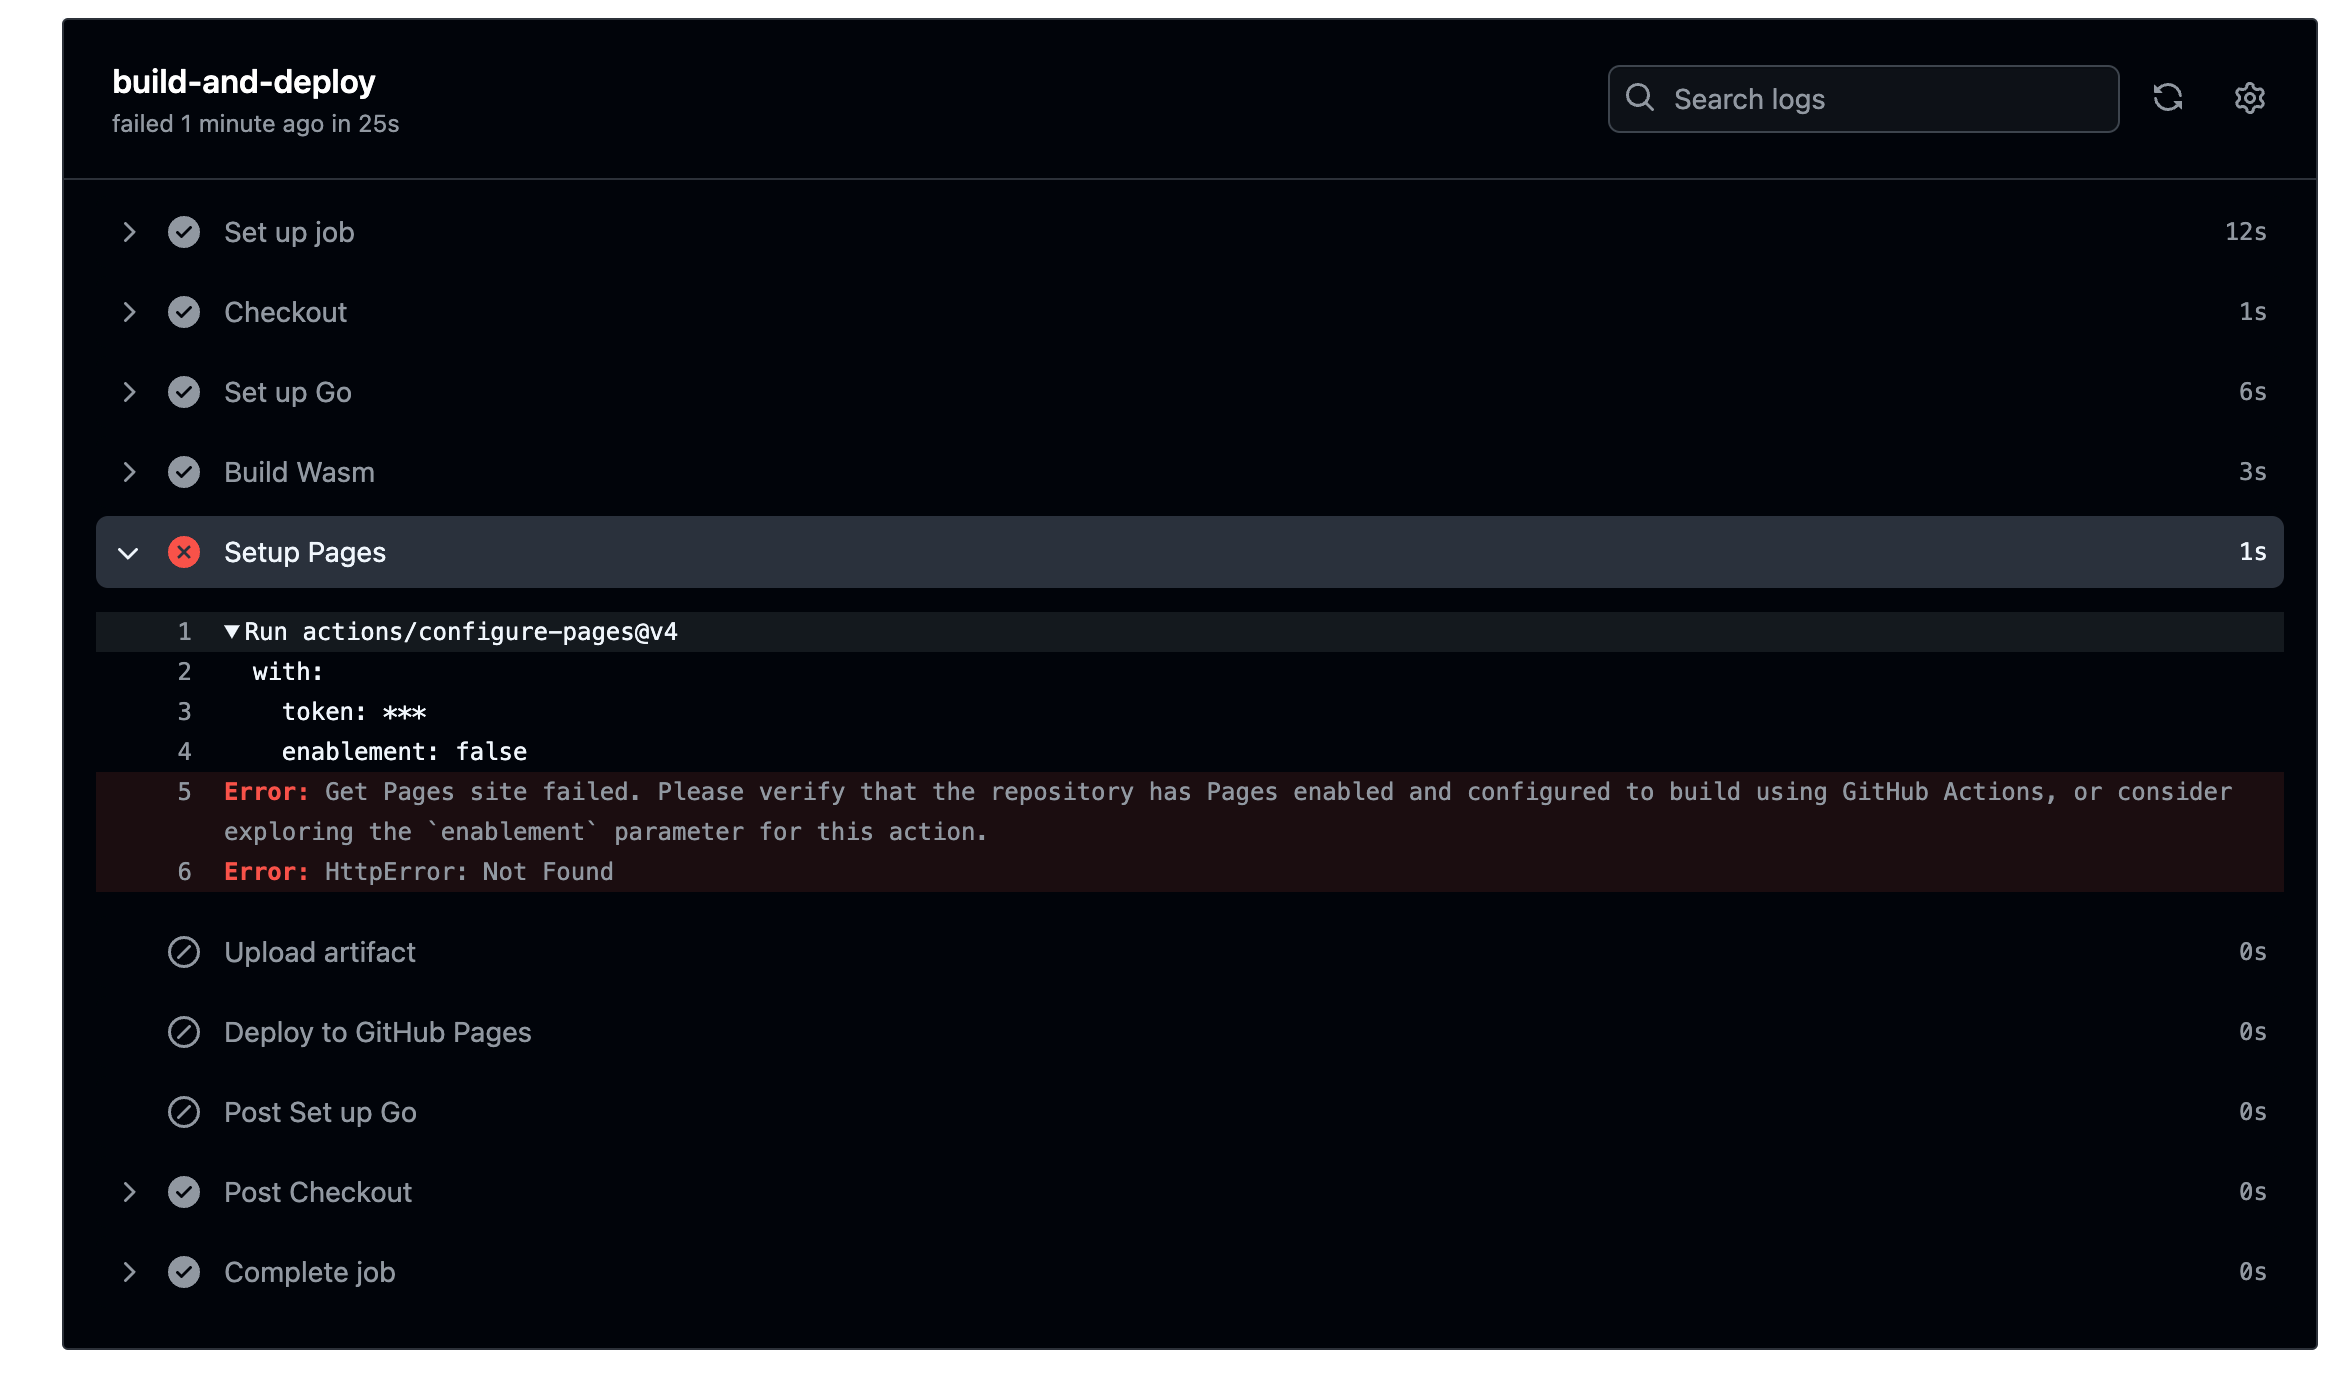 build-and-deploy
failed 1 minute ago in 25s
Search logs
Set up job 12s
Checkout 1s
Set up Go 6s
Build Wasm 3s
Setup Pages 1s
1 ▼Run actions/configure-pages@v4
2 with:
3 token: ***
4 enablement: false
5 Error: Get Pages site failed. Please verify that the repository has Pages enabled and configured to build using GitHub Actions, or consider
exploring the `enablement` parameter for this action.
6 Error: HttpError: Not Found
Upload artifact 0s
Deploy to GitHub Pages 0s
Post Set up Go 0s
Post Checkout 0s
Complete job 0s